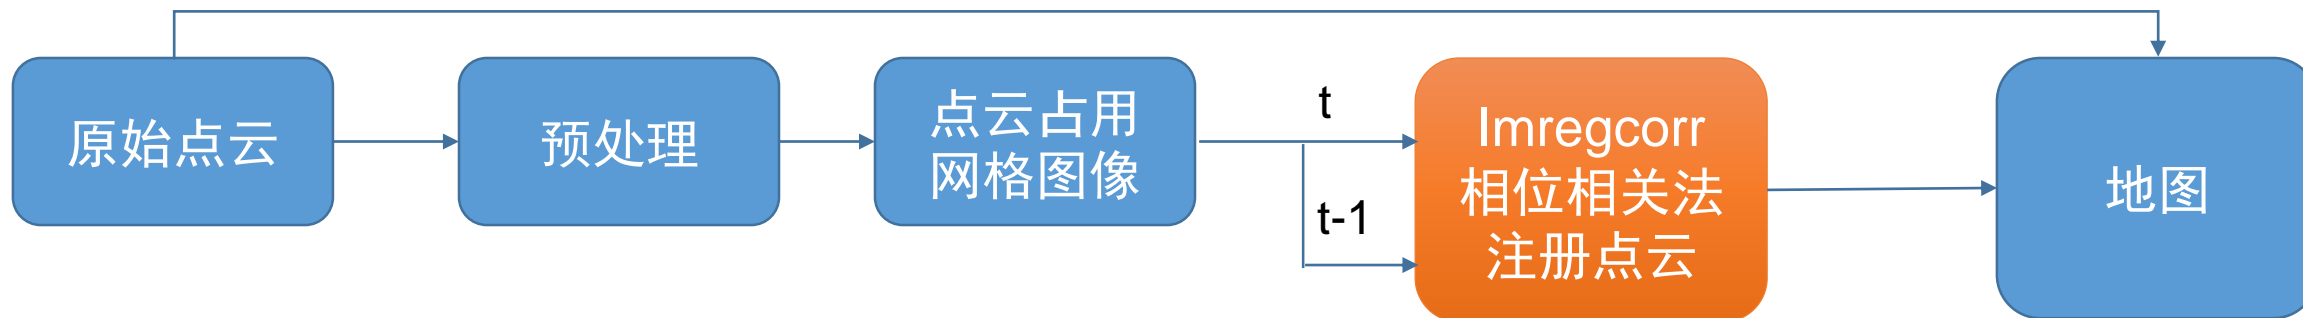 原始点云
预处理
点云占用
网格图像
t
t-1
Imregcorr
相位相关法
注册点云
地图